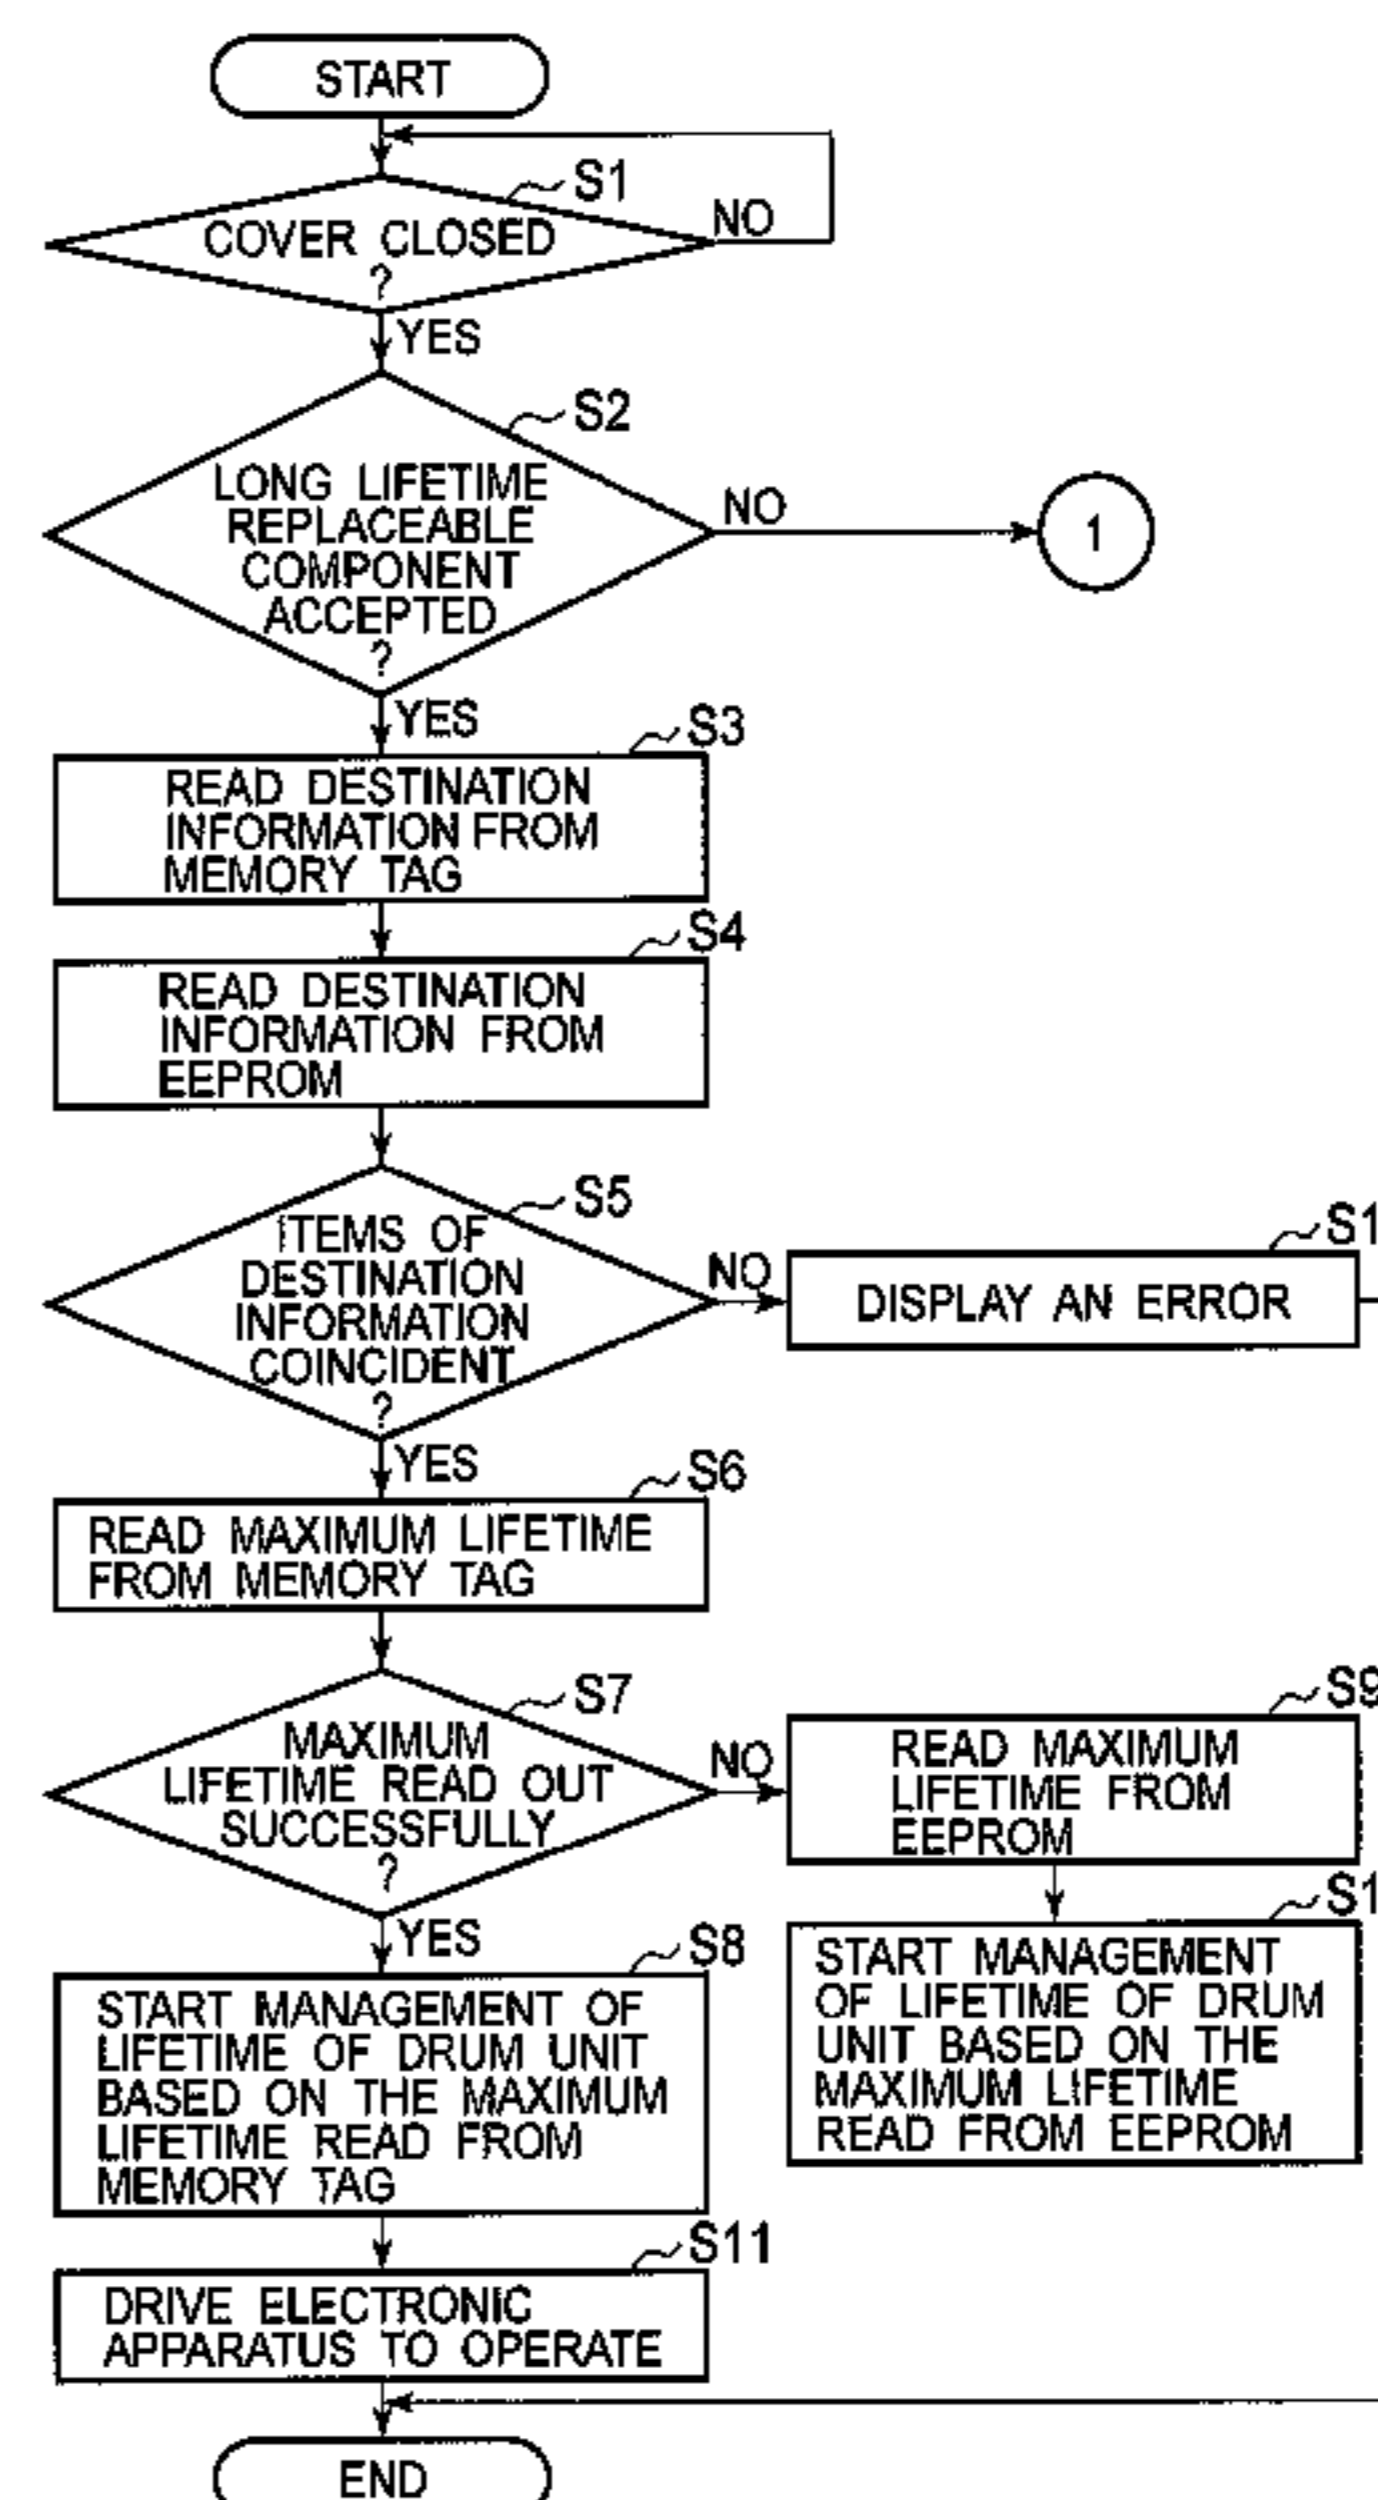 START
S1
COVER CLOSED
?
NO
YES
S2
LONG LIFETIME
REPLACEABLE
COMPONENT
ACCEPTED
?
NO
1
YES
S3
READ DESTINATION
INFORMATION FROM
MEMORY TAG
S4
READ DESTINATION
INFORMATION FROM
EEPROM
S5
ITEMS OF
DESTINATION
INFORMATION
COINCIDENT
?
NO
S1
DISPLAY AN ERROR
YES
S6
READ MAXIMUM LIFETIME
FROM MEMORY TAG
S7
MAXIMUM
LIFETIME READ OUT
SUCCESSFULLY
?
NO
S9
READ MAXIMUM
LIFETIME FROM
EEPROM
YES
S8
START MANAGEMENT OF
LIFETIME OF DRUM UNIT
BASED ON THE MAXIMUM
LIFETIME READ FROM
MEMORY TAG
S1
START MANAGEMENT
OF LIFETIME OF DRUM
UNIT BASED ON THE
MAXIMUM LIFETIME
READ FROM EEPROM
S11
DRIVE ELECTRONIC
APPARATUS TO OPERATE
END